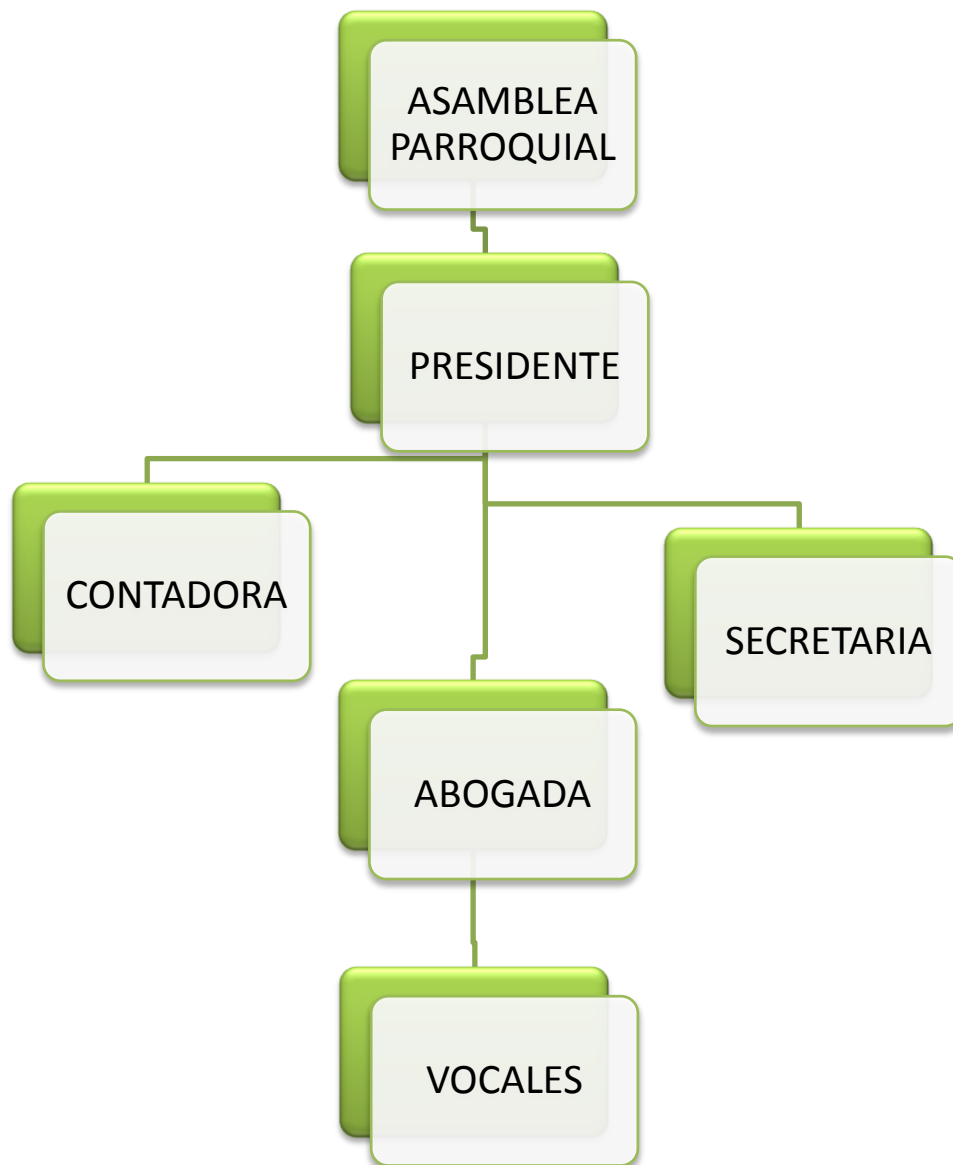 ASAMBLEA
PARROQUIAL
PRESIDENTE
CONTADORA
SECRETARIA
ABOGADA
VOCALES